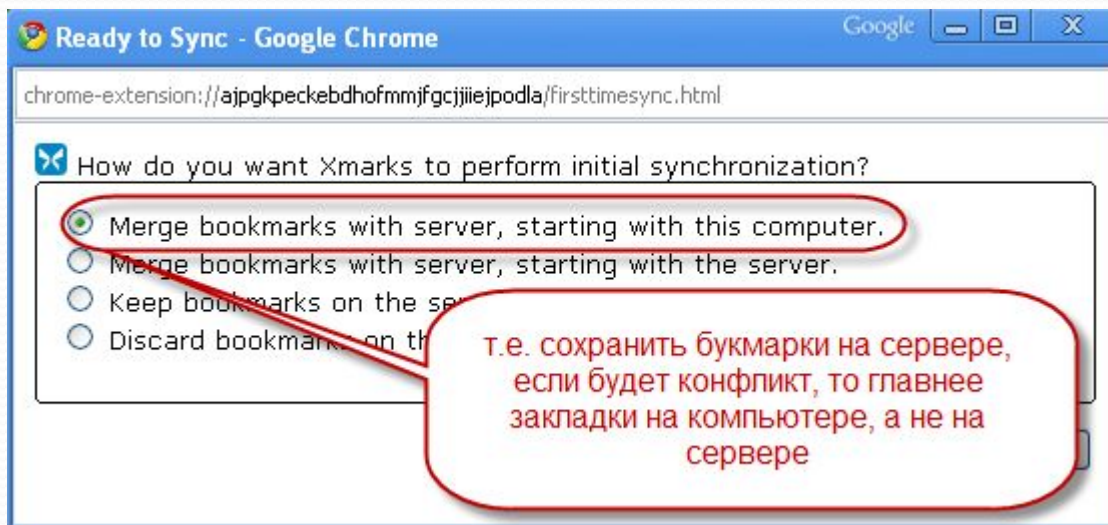 Ready to Sync - Google Chrome
Google
chrome-extension://ajpgkpeckebdhofmmjfgcjjiiejpodla/firsttimesync.html
How do you want Xmarks to perform initial synchronization?
Merge bookmarks with server, starting with this computer.
Merge bookmarks with server, starting with the server.
Keep bookmarks on the
Discard bookmarks on
т.е. сохранить букмарки на сервере,
если будет конфликт, то главнее
закладки на компьютере, а не на
сервере